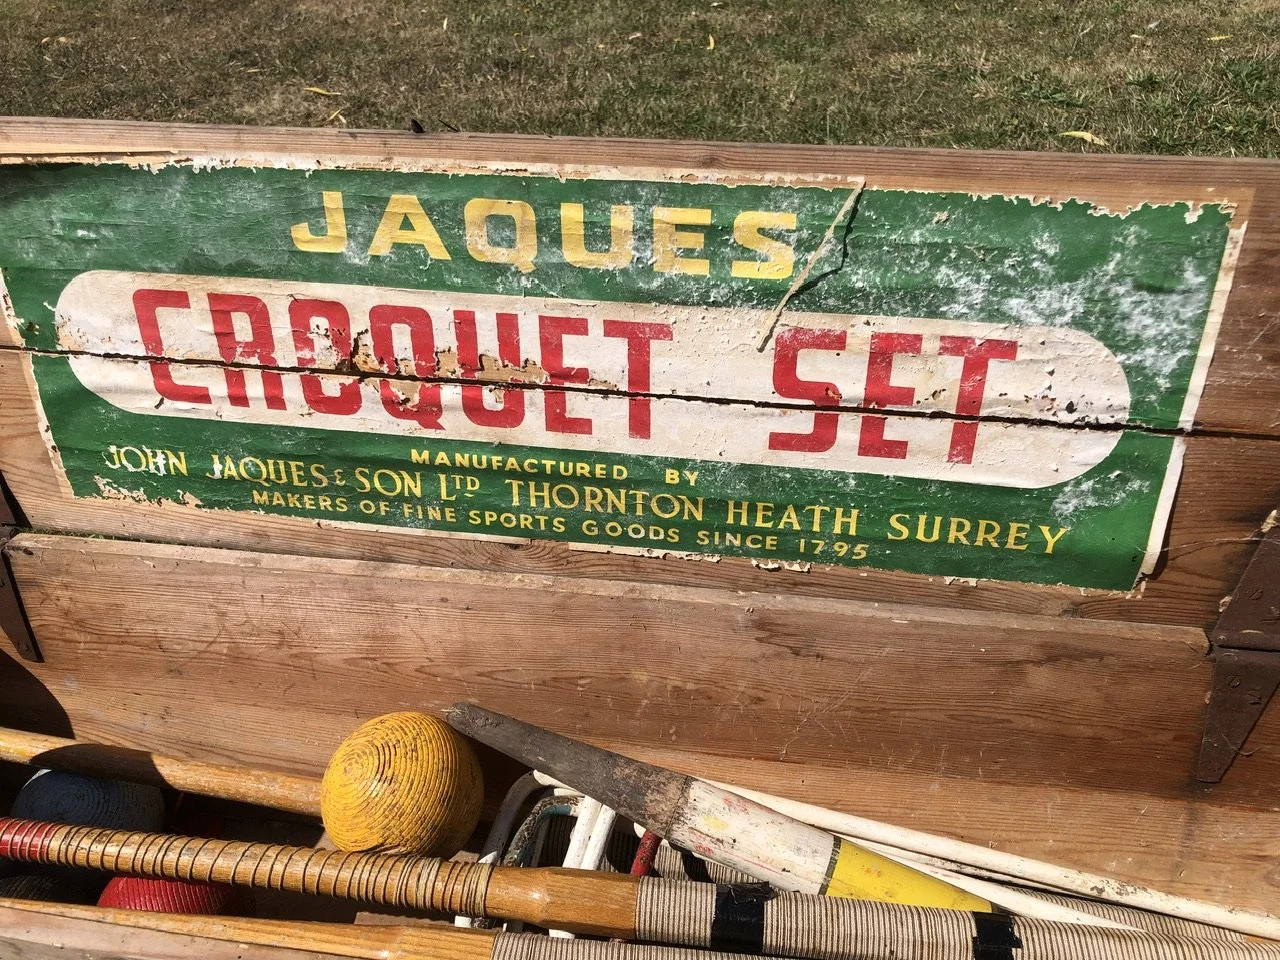 JAQUES
CROQUET SET
MANUFACTURED BY
JOHN JAQUES & SON LTD THORNTON HEATH SURREY
MAKERS OF FINE SPORTS GOODS SINCE 1795